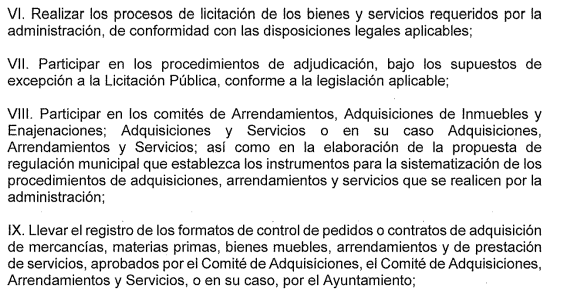 VI. Realizar los procesos de licitación de los bienes y servicios requeridos por la
administración, de conformidad con las disposiciones legales aplicables;
VII. Participar en los procedimientos de adjudicación, bajo los supuestos de
excepción a la Licitación Pública, conforme a la legislación aplicable;
VIII. Participar en los comités de Arrendamientos, Adquisiciones de Inmuebles y
Enajenaciones; Adquisiciones y Servicios o en su caso Adquisiciones,
Arrendamientos y Servicios; así como en la elaboración de la propuesta de
regulación municipal que establezca los instrumentos para la sistematización de los
procedimientos de adquisiciones, arrendamientos y servicios que se realicen por la
administración;
IX. Llevar el registro de los formatos de control de pedidos o contratos de adquisición
de mercancías, materias primas, bienes muebles, arrendamientos y de prestación
de servicios, aprobados por el Comité de Adquisiciones, el Comité de Adquisiciones,
Arrendamientos y Servicios, o en su caso, por el Ayuntamiento;